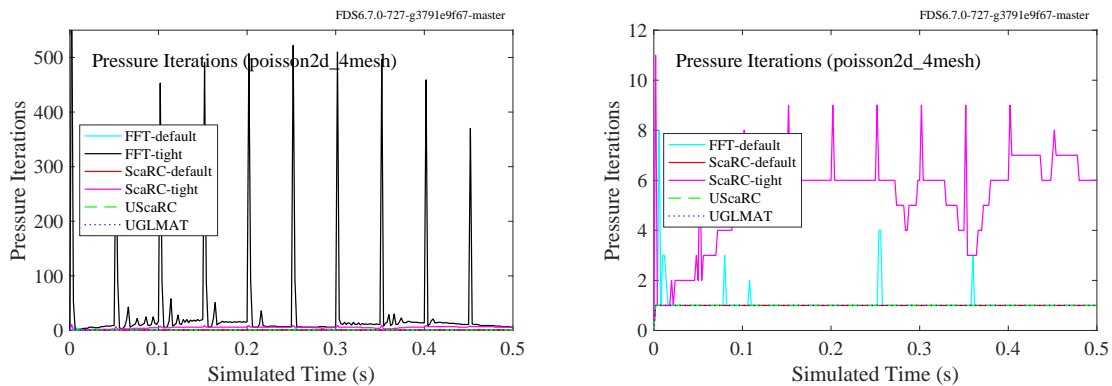 FDS6.7.0-727-g3791e9f67-master
Pressure Iterations (poisson2d_4mesh)
Pressure Iterations
550
500
400
300
200
100
0
FFT-default
FFT-tight
ScaRC-default
ScaRC-tight
UScaRC
UGLMAT
0
0.1
0.2
0.3
0.4
0.5
Simulated Time (s)
FDS6.7.0-727-g3791e9f67-master
Pressure Iterations (poisson2d_4mesh)
Pressure Iterations
12
10
8
6
4
2
0
FFT-default
ScaRC-default
ScaRC-tight
UScaRC
UGLMAT
0
0.1
0.2
0.3
0.4
0.5
Simulated Time (s)